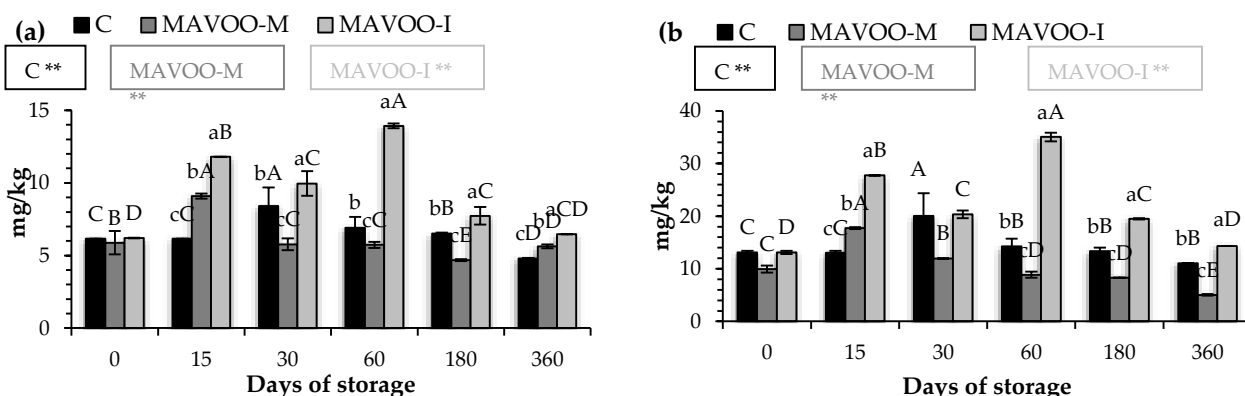 (a) C MAVOO-M MAVOO-I
C ** MAVOO-M ** MAVOO-I **
15
10
5
0
mg/kg
C B D
cC bA aB
bA cC aC
b cC aA
bB cE aC
cD bD aCD
0 15 30 60 180 360
Days of storage
(b C MAVOO-M MAVOO-I
C ** MAVOO-M ** MAVOO-I **
40
30
20
10
0
mg/kg
C C D
cC bA aB
A B C
bB cD aA
bB cD aC
bB cE aD
0 15 30 60 180 360
Days of storage